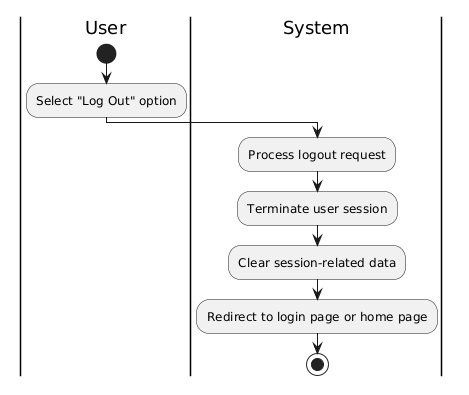 User
System
Select "Log Out" option
Process logout request
Terminate user session
Clear session-related data
Redirect to login page or home page